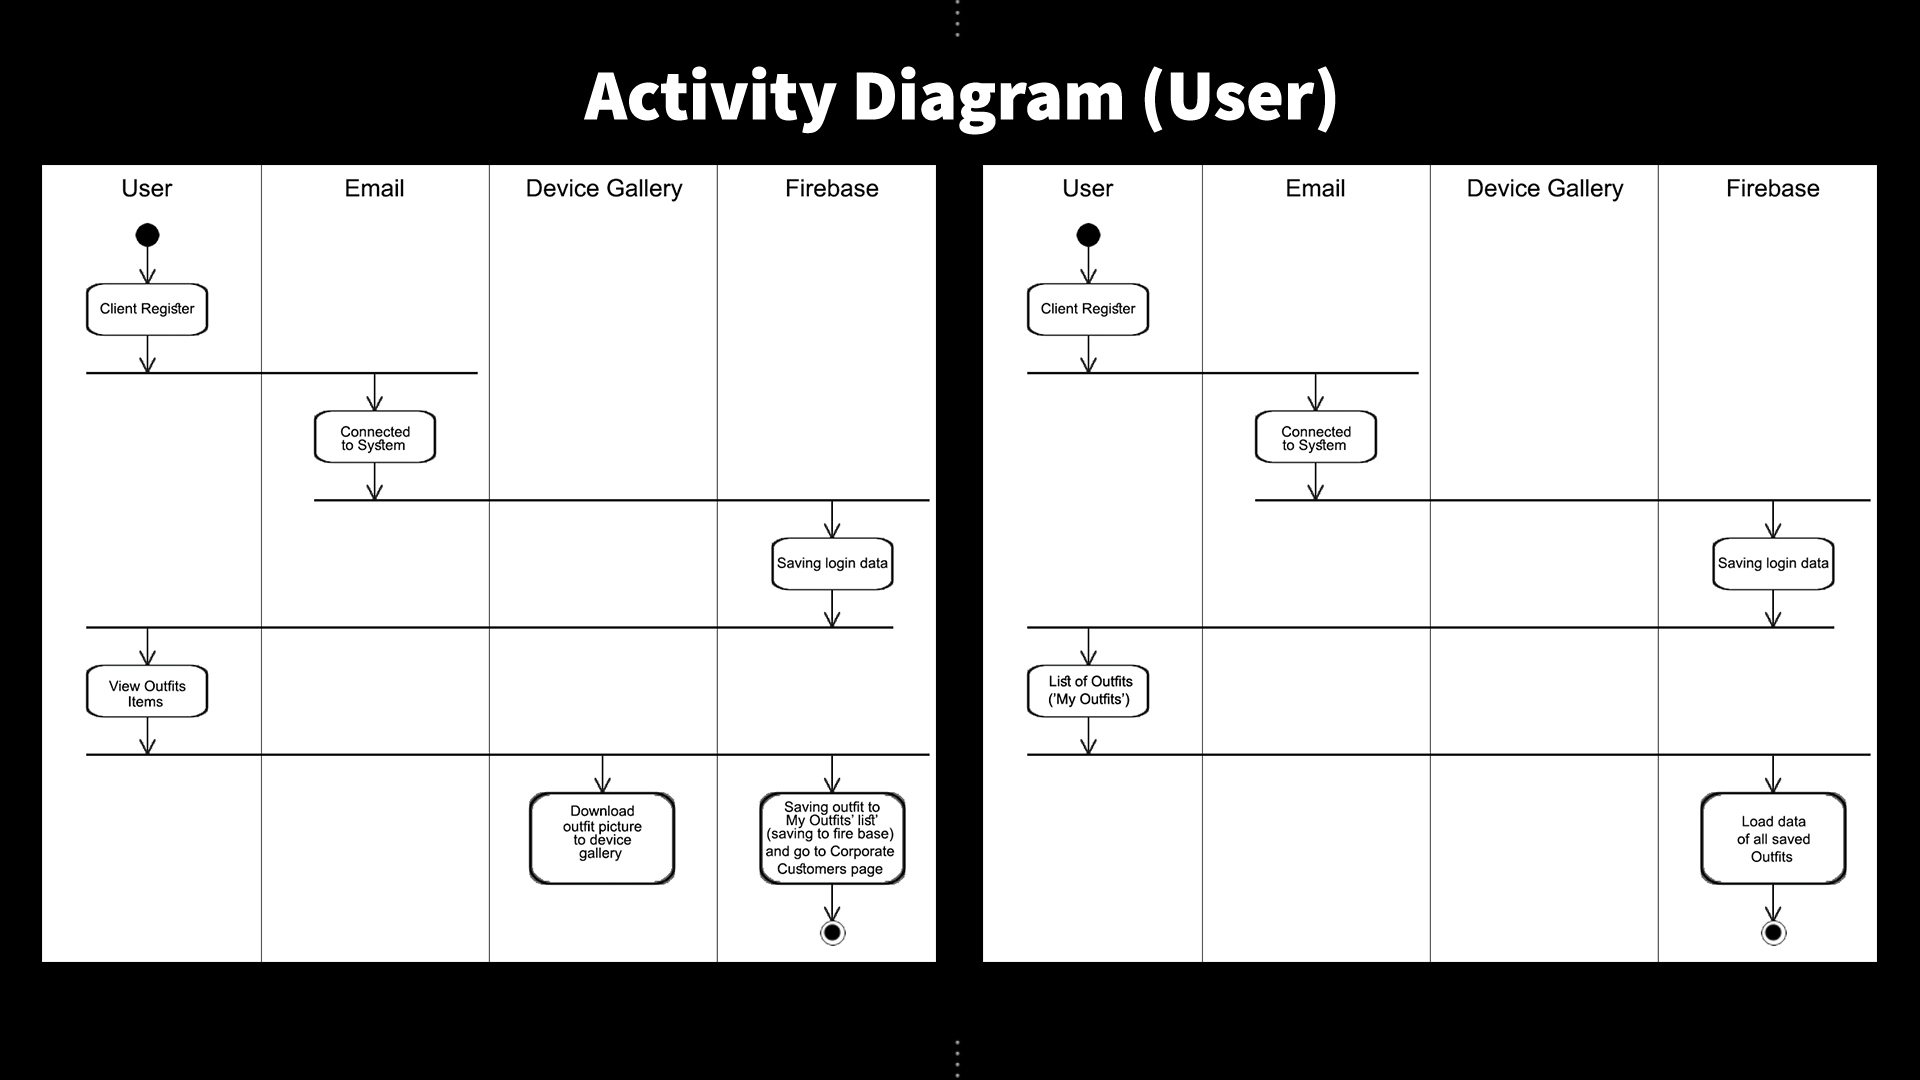 Activity Diagram (User)
User
Email
Device Gallery
Firebase
Client Register
Connected
to System
Saving login data
View Outfits
Items
Download
outfit picture
to device
gallery
Saving outfit to
My Outfits' list'
(saving to fire base)
and go to Corporate
Customers page
User
Email
Device Gallery
Firebase
Client Register
Connected
to System
Saving login data
List of Outfits
('My Outfits')
Load data
of all saved
Outfits